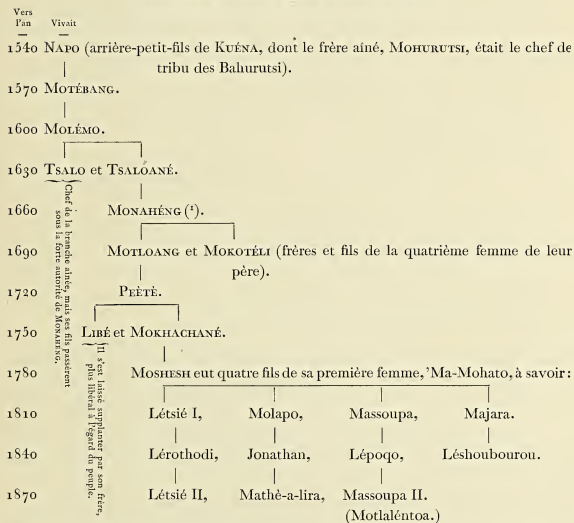 Vers
l'an Vivait
1540 NAPO (arrière-petit-fils de KUÉNA, dont le frère aîné, MOHURUTSI, était le chef de
tribu des Bahurutsi).
1570 MOTÉBANG.
1600 MOLÉMO.
1630 TSALO et TSALOANÉ.
Chef de la branche aînée, mais ses fils passérent
sous la forte autorité de MONAHÉNG.
1660 MONAHÉNG (¹).
1690 MOTLOANG et MOKOTÉLI (frères et fils de la quatrième femme de leur
père).
1720 PEÈTÈ.
1750 LIBÉ et MOKHACHANÉ.
Il s'est laissé supplanter par son frère,
plus libéral à l'égard du peuple.
1780 MOSHESH eut quatre fils de sa première femme, 'Ma-Mohato, à savoir:
1810 Létsié I, Molapo, Massoupa, Majara.
1840 Lérothodi, Jonathan, Lépoqo, Léshoubourou.
1870 Létsié II, Mathè-a-lira, Massoupa II.
(Motlaléntoa.)